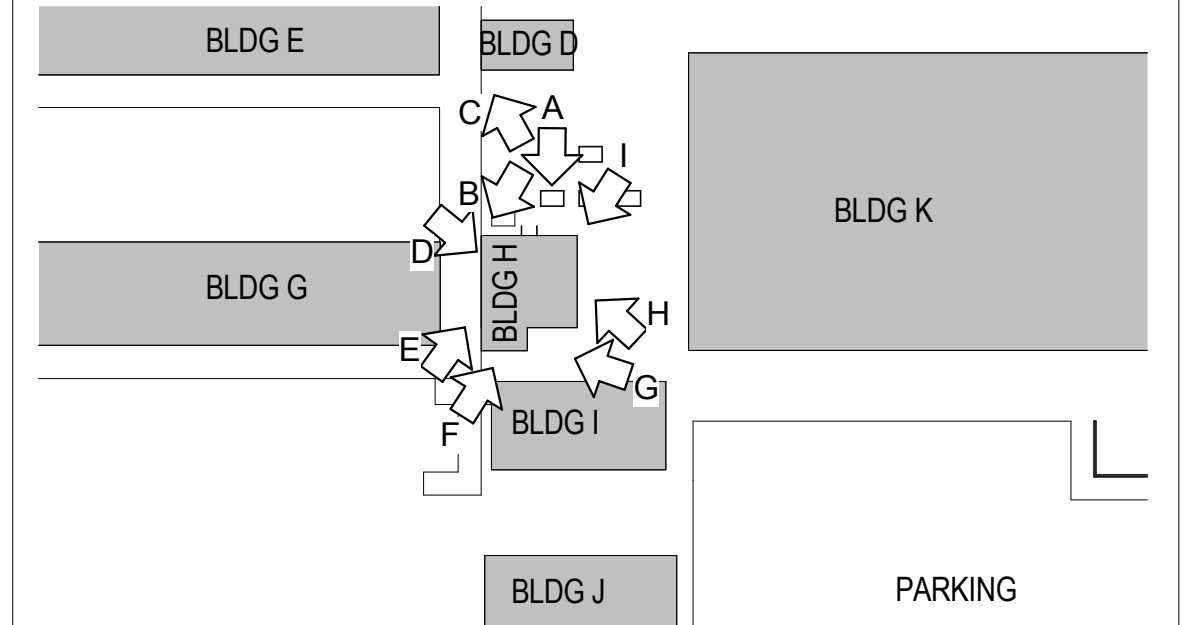 BLDG E
BLDG D
C
A
I
B
BLDG K
D
BLDG G
BLDG H
H
E
G
BLDG I
F
BLDG J
PARKING